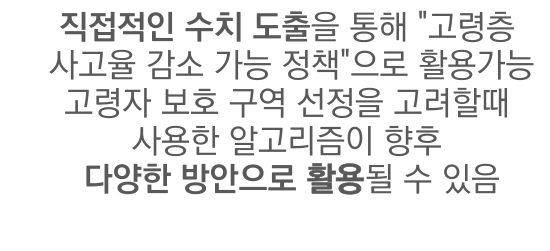 직접적인 수치 도출을 통해 "고령층
사고율 감소 가능 정책"으로 활용가능
고령자 보호 구역 선정을 고려할때
사용한 알고리즘이 향후
다양한 방안으로 활용될 수 있음